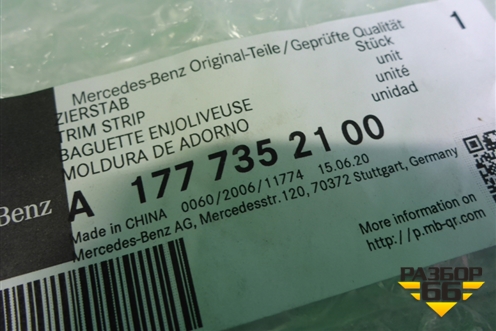 Mercedes-Benz Original-Teile/Geprüfte Qualität
1
ZIERSTAB
Stück
TRIM STRIP
unit
BAGUETTE ENJOLIVEUSE
unité
MOLDURA DE ADORNO
unidad
A 177 735 21 00
Benz
Made in CHINA 0060/2006/11774 15.06.20
Mercedes-Benz AG, Mercedesstr.120, 70372 Stuttgart, Germany
More information on
http://p.mb-qr.com
РАЗБОР
66